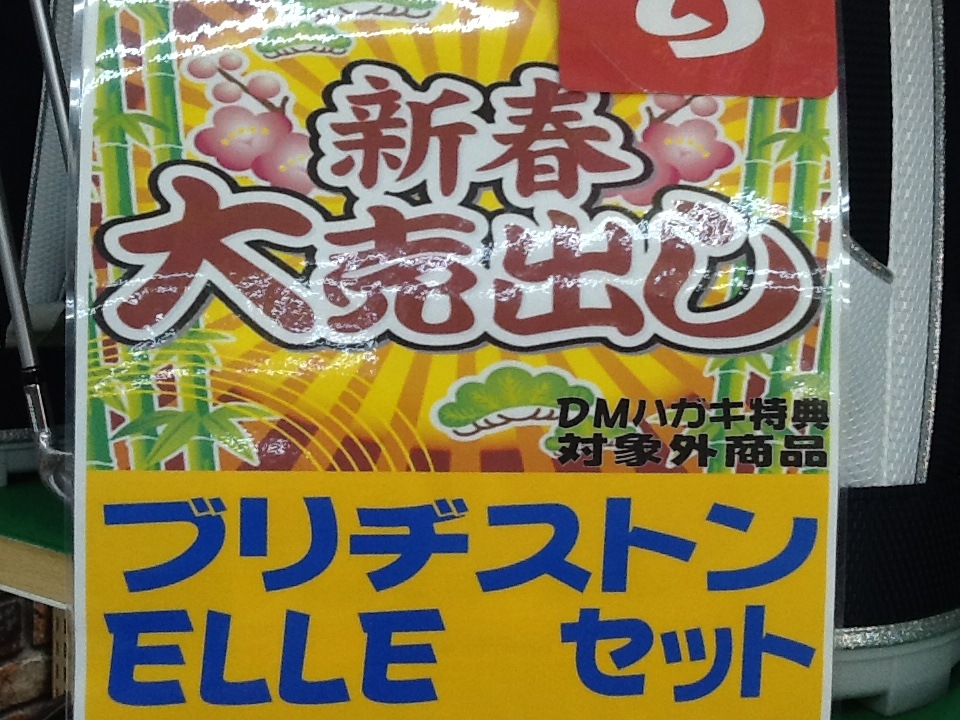 新春
大売出し
DMハガキ特典
対象外商品
ブリヂストン
ELLE セット